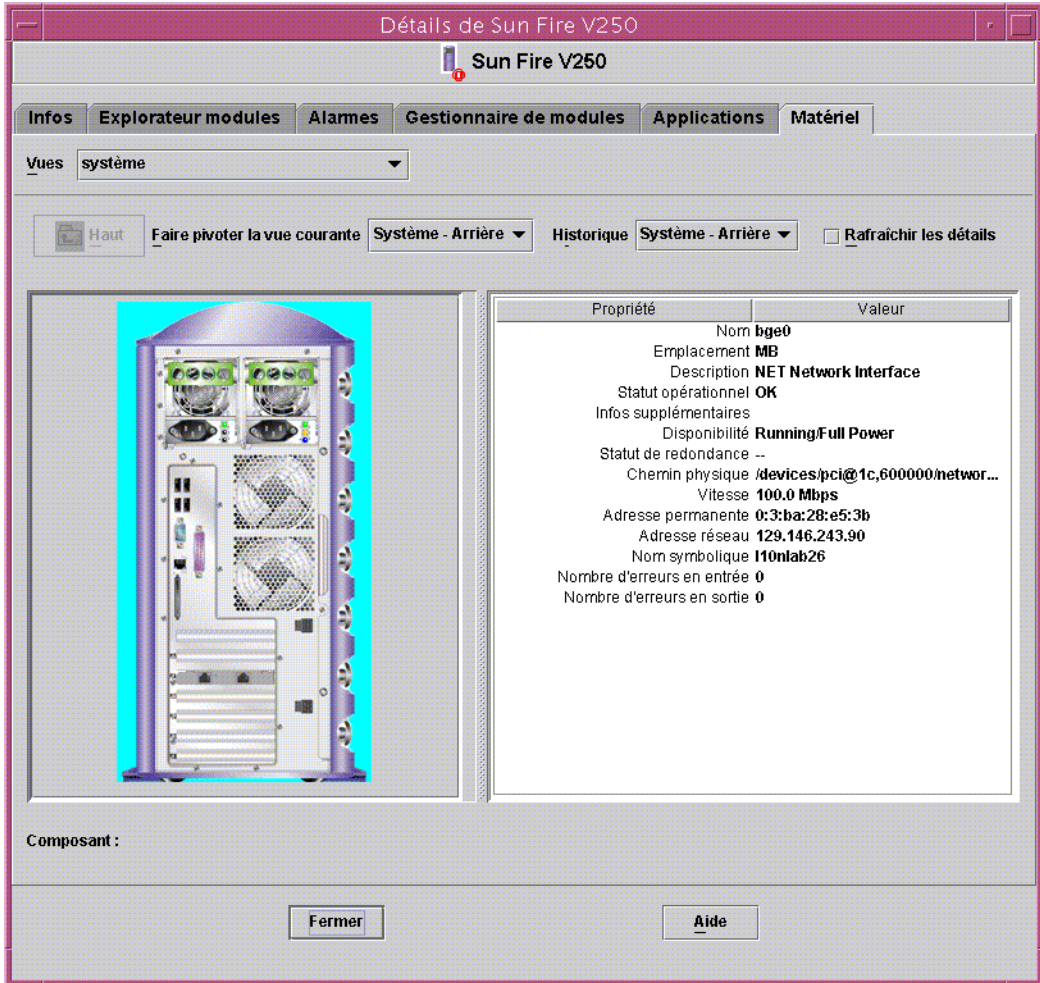 Détails de Sun Fire V250
Sun Fire V250
Infos Explorateur modules Alarmes Gestionnaire de modules Applications Matériel
Vues système
Haut Faire pivoter la vue courante Système - Arrière Historique Système - Arrière Rafraîchir les détails
Propriété Valeur
Nom bge0
Emplacement MB
Description NET Network Interface
Statut opérationnel OK
Infos supplémentaires
Disponibilité Running/Full Power
Statut de redondance --
Chemin physique /devices/pci@1c,600000/networ...
Vitesse 100.0 Mbps
Adresse permanente 0:3:ba:28:e5:3b
Adresse réseau 129.146.243.90
Nom symbolique l10nlab26
Nombre d'erreurs en entrée 0
Nombre d'erreurs en sortie 0
Composant :
Fermer Aide